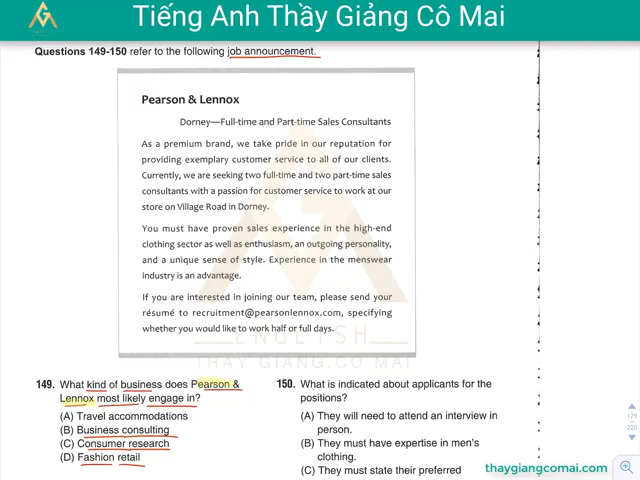 Tiếng Anh Thầy Giảng Cô Mai
Questions 149-150 refer to the following job announcement.
Pearson & Lennox
Dorney—Full-time and Part-time Sales Consultants
As a premium brand, we take pride in our reputation for
providing exemplary customer service to all of our clients.
Currently, we are seeking two full-time and two part-time sales
consultants with a passion for customer service to work at our
store on Village Road in Dorney.
You must have proven sales experience in the high-end
clothing sector as well as enthusiasm, an outgoing personality,
and a unique sense of style. Experience in the menswear
industry is an advantage.
If you are interested in joining our team, please send your
résumé to recruitment@pearsonlennox.com, specifying
whether you would like to work half or full days.
ENGLISH
THAY GIANG.CO MAI
149. What kind of business does Pearson &
Lennox most likely engage in?
(A) Travel accommodations
(B) Business consulting
(C) Consumer research
(D) Fashion retail
150. What is indicated about applicants for the
positions?
(A) They will need to attend an interview in
person.
(B) They must have expertise in men's
clothing.
(C) They must state their preferred
179
220
thaygiangcomai.com